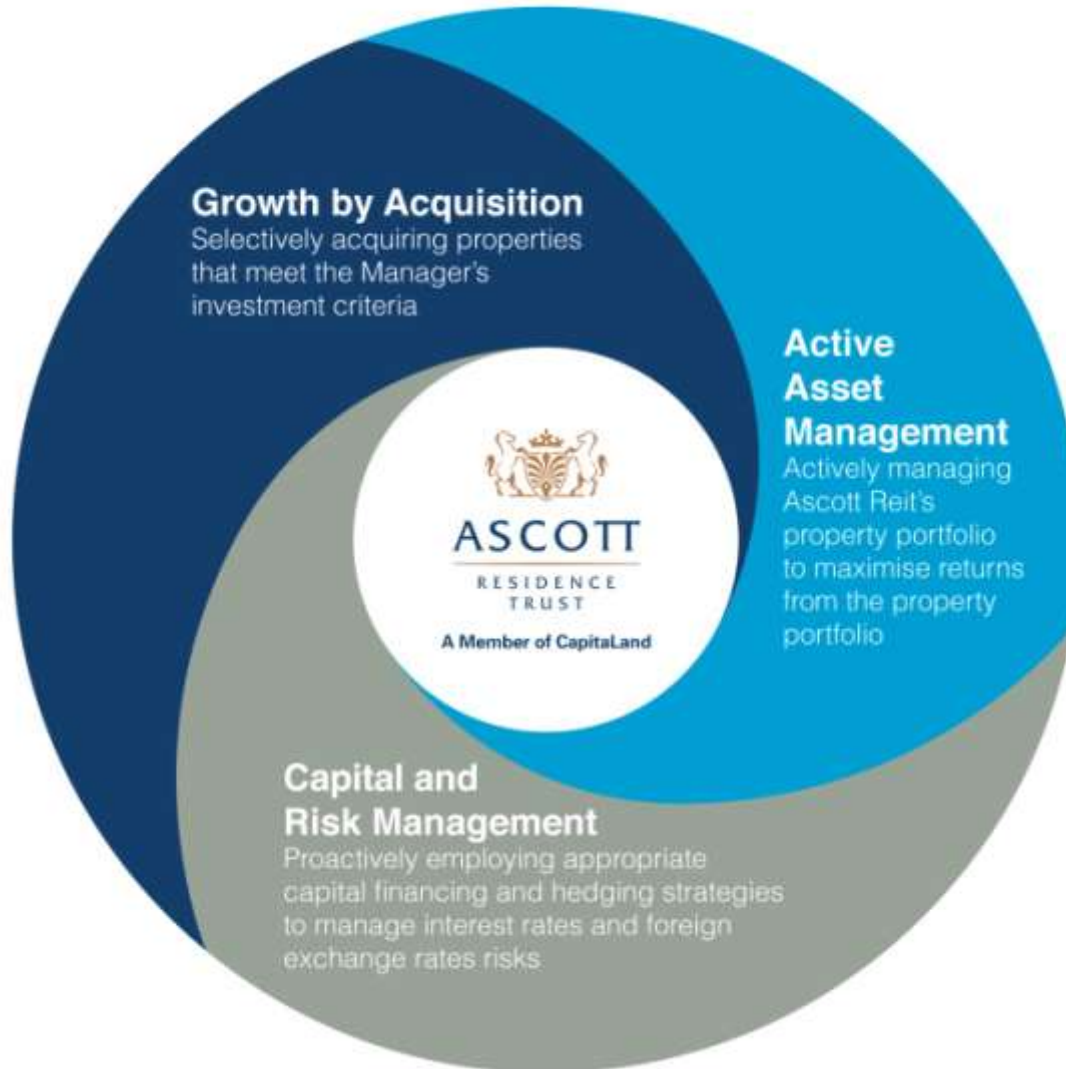 Growth by Acquisition
Selectively acquiring properties
that meet the Manager's
investment criteria
Active
Asset
Management
Actively managing
Ascott Reit's
property portfolio
to maximise returns
from the property
portfolio
ASCOTT
RESIDENCE
TRUST
A Member of CapitaLand
Capital and
Risk Management
Proactively employing appropriate
capital financing and hedging strategies
to manage interest rates and foreign
exchange rates risks